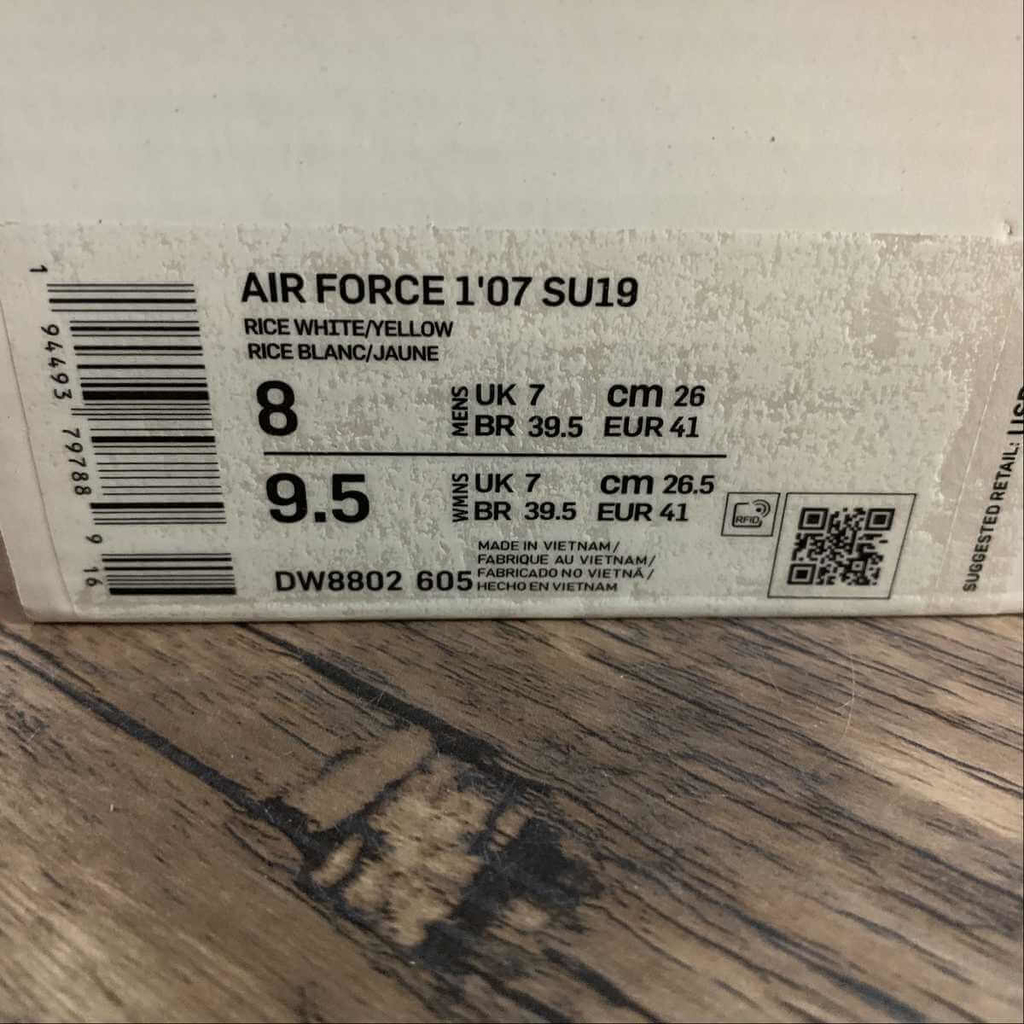 AIR FORCE 1'07 SU19
RICE WHITE/YELLOW
RICE BLANC/JAUNE
8 MENS UK 7 cm 26
BR 39.5 EUR 41
9.5 WMNS UK 7 cm 26.5
BR 39.5 EUR 41
RFID
DW8802 605
MADE IN VIETNAM/
FABRIQUE AU VIETNAM/
FABRICADO NO VIETNÃ/
HECHO EN VIETNAM
1 94493 79788 9 16
SUGGESTED RETAIL: